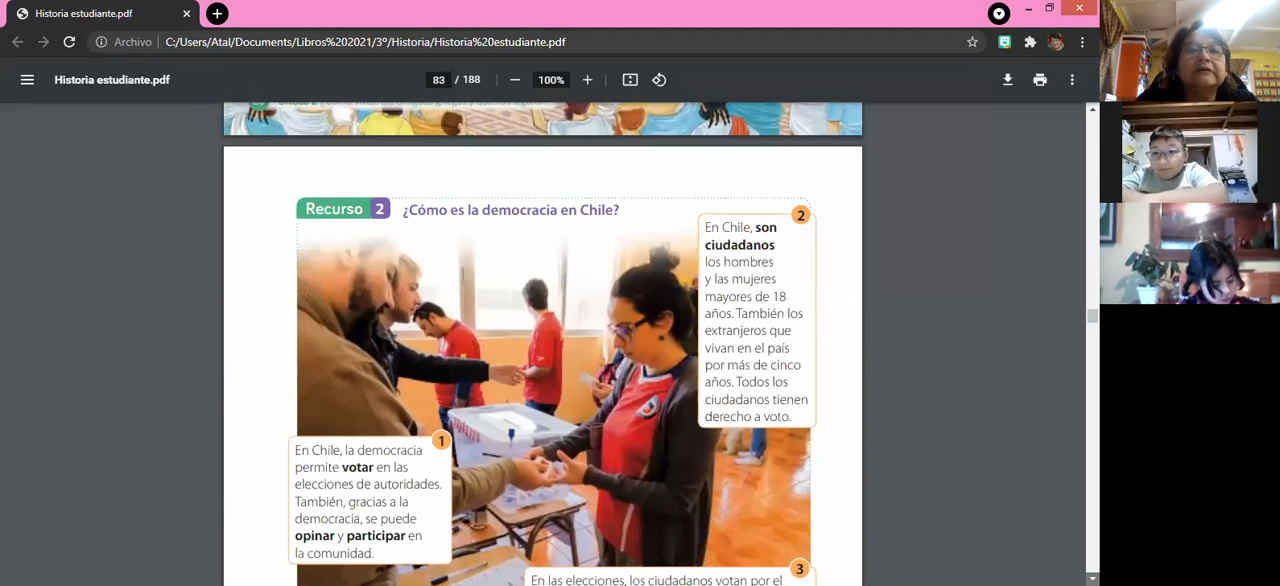 Historia estudiante.pdf
Archivo C:/Users/Atal/Documents/Libros%202021/3º/Historia/Historia%20estudiante.pdf
Historia estudiante.pdf
83 / 188
100%
Recurso 2 ¿Cómo es la democracia en Chile?
2
En Chile, son
ciudadanos
los hombres
y las mujeres
mayores de 18
años. También los
extranjeros que
vivan en el país
por más de cinco
años. Todos los
ciudadanos tienen
derecho a voto.
1
En Chile, la democracia
permite votar en las
elecciones de autoridades.
También, gracias a la
democracia, se puede
opinar y participar en
la comunidad.
3
En las elecciones, los ciudadanos votan por el